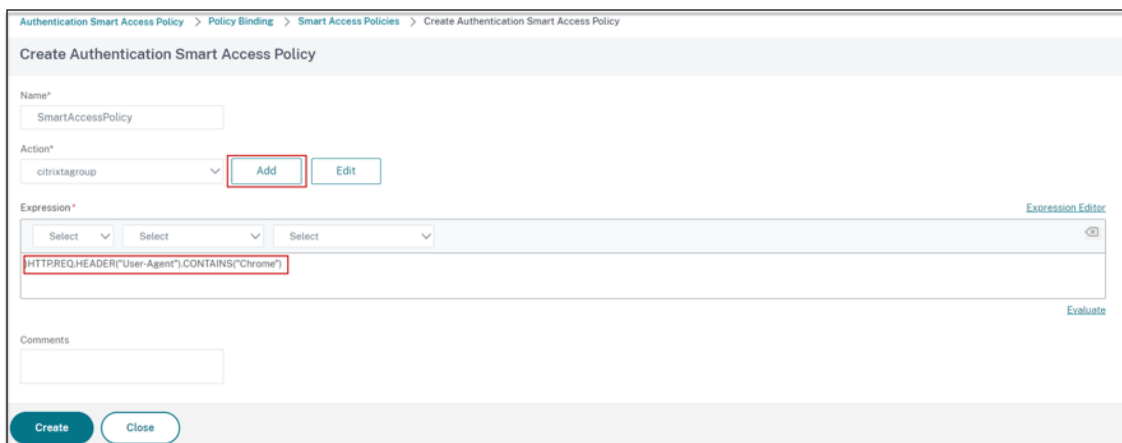 Authentication Smart Access Policy > Policy Binding > Smart Access Policies > Create Authentication Smart Access Policy
Create Authentication Smart Access Policy
Name*
SmartAccessPolicy
Action*
citrixtagroup Add Edit
Expression* Expression Editor
Select Select Select
HTTP.REQ.HEADER("User-Agent").CONTAINS("Chrome")
Evaluate
Comments
Create Close